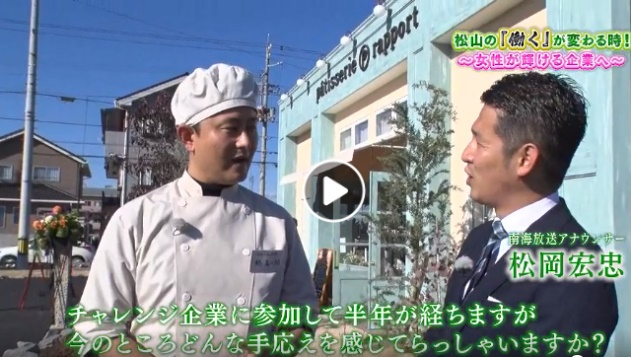 patisserie rapport
松山の『働く』が変わる時!
~女性が輝ける企業へ~
南海放送アナウンサー
松岡宏忠
チャレンジ企業に参加して半年が経ちますが
今のところどんな手応えを感じてらっしゃいますか?